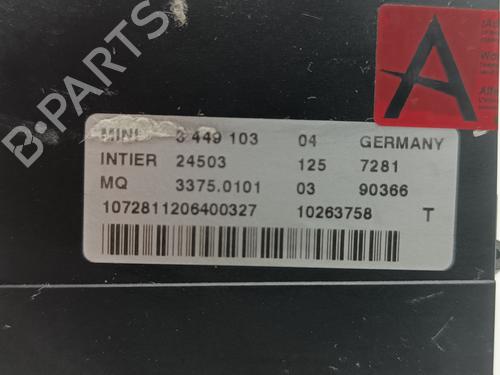 B-PARTS
A
MINI 3 449 103 04 GERMANY
INTIER 24503 125 7281
MQ 3375.0101 03 90366
1072811206400327 10263758 T